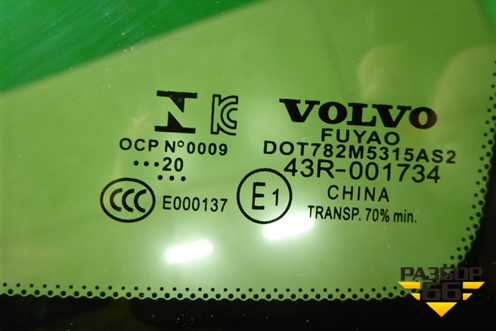 VOLVO
FUYAO
OCP N°0009
DOT782M5315AS2
...20
43R-001734
CCC E000137
E1
CHINA
TRANSP. 70% min.
РАЗБОР
66